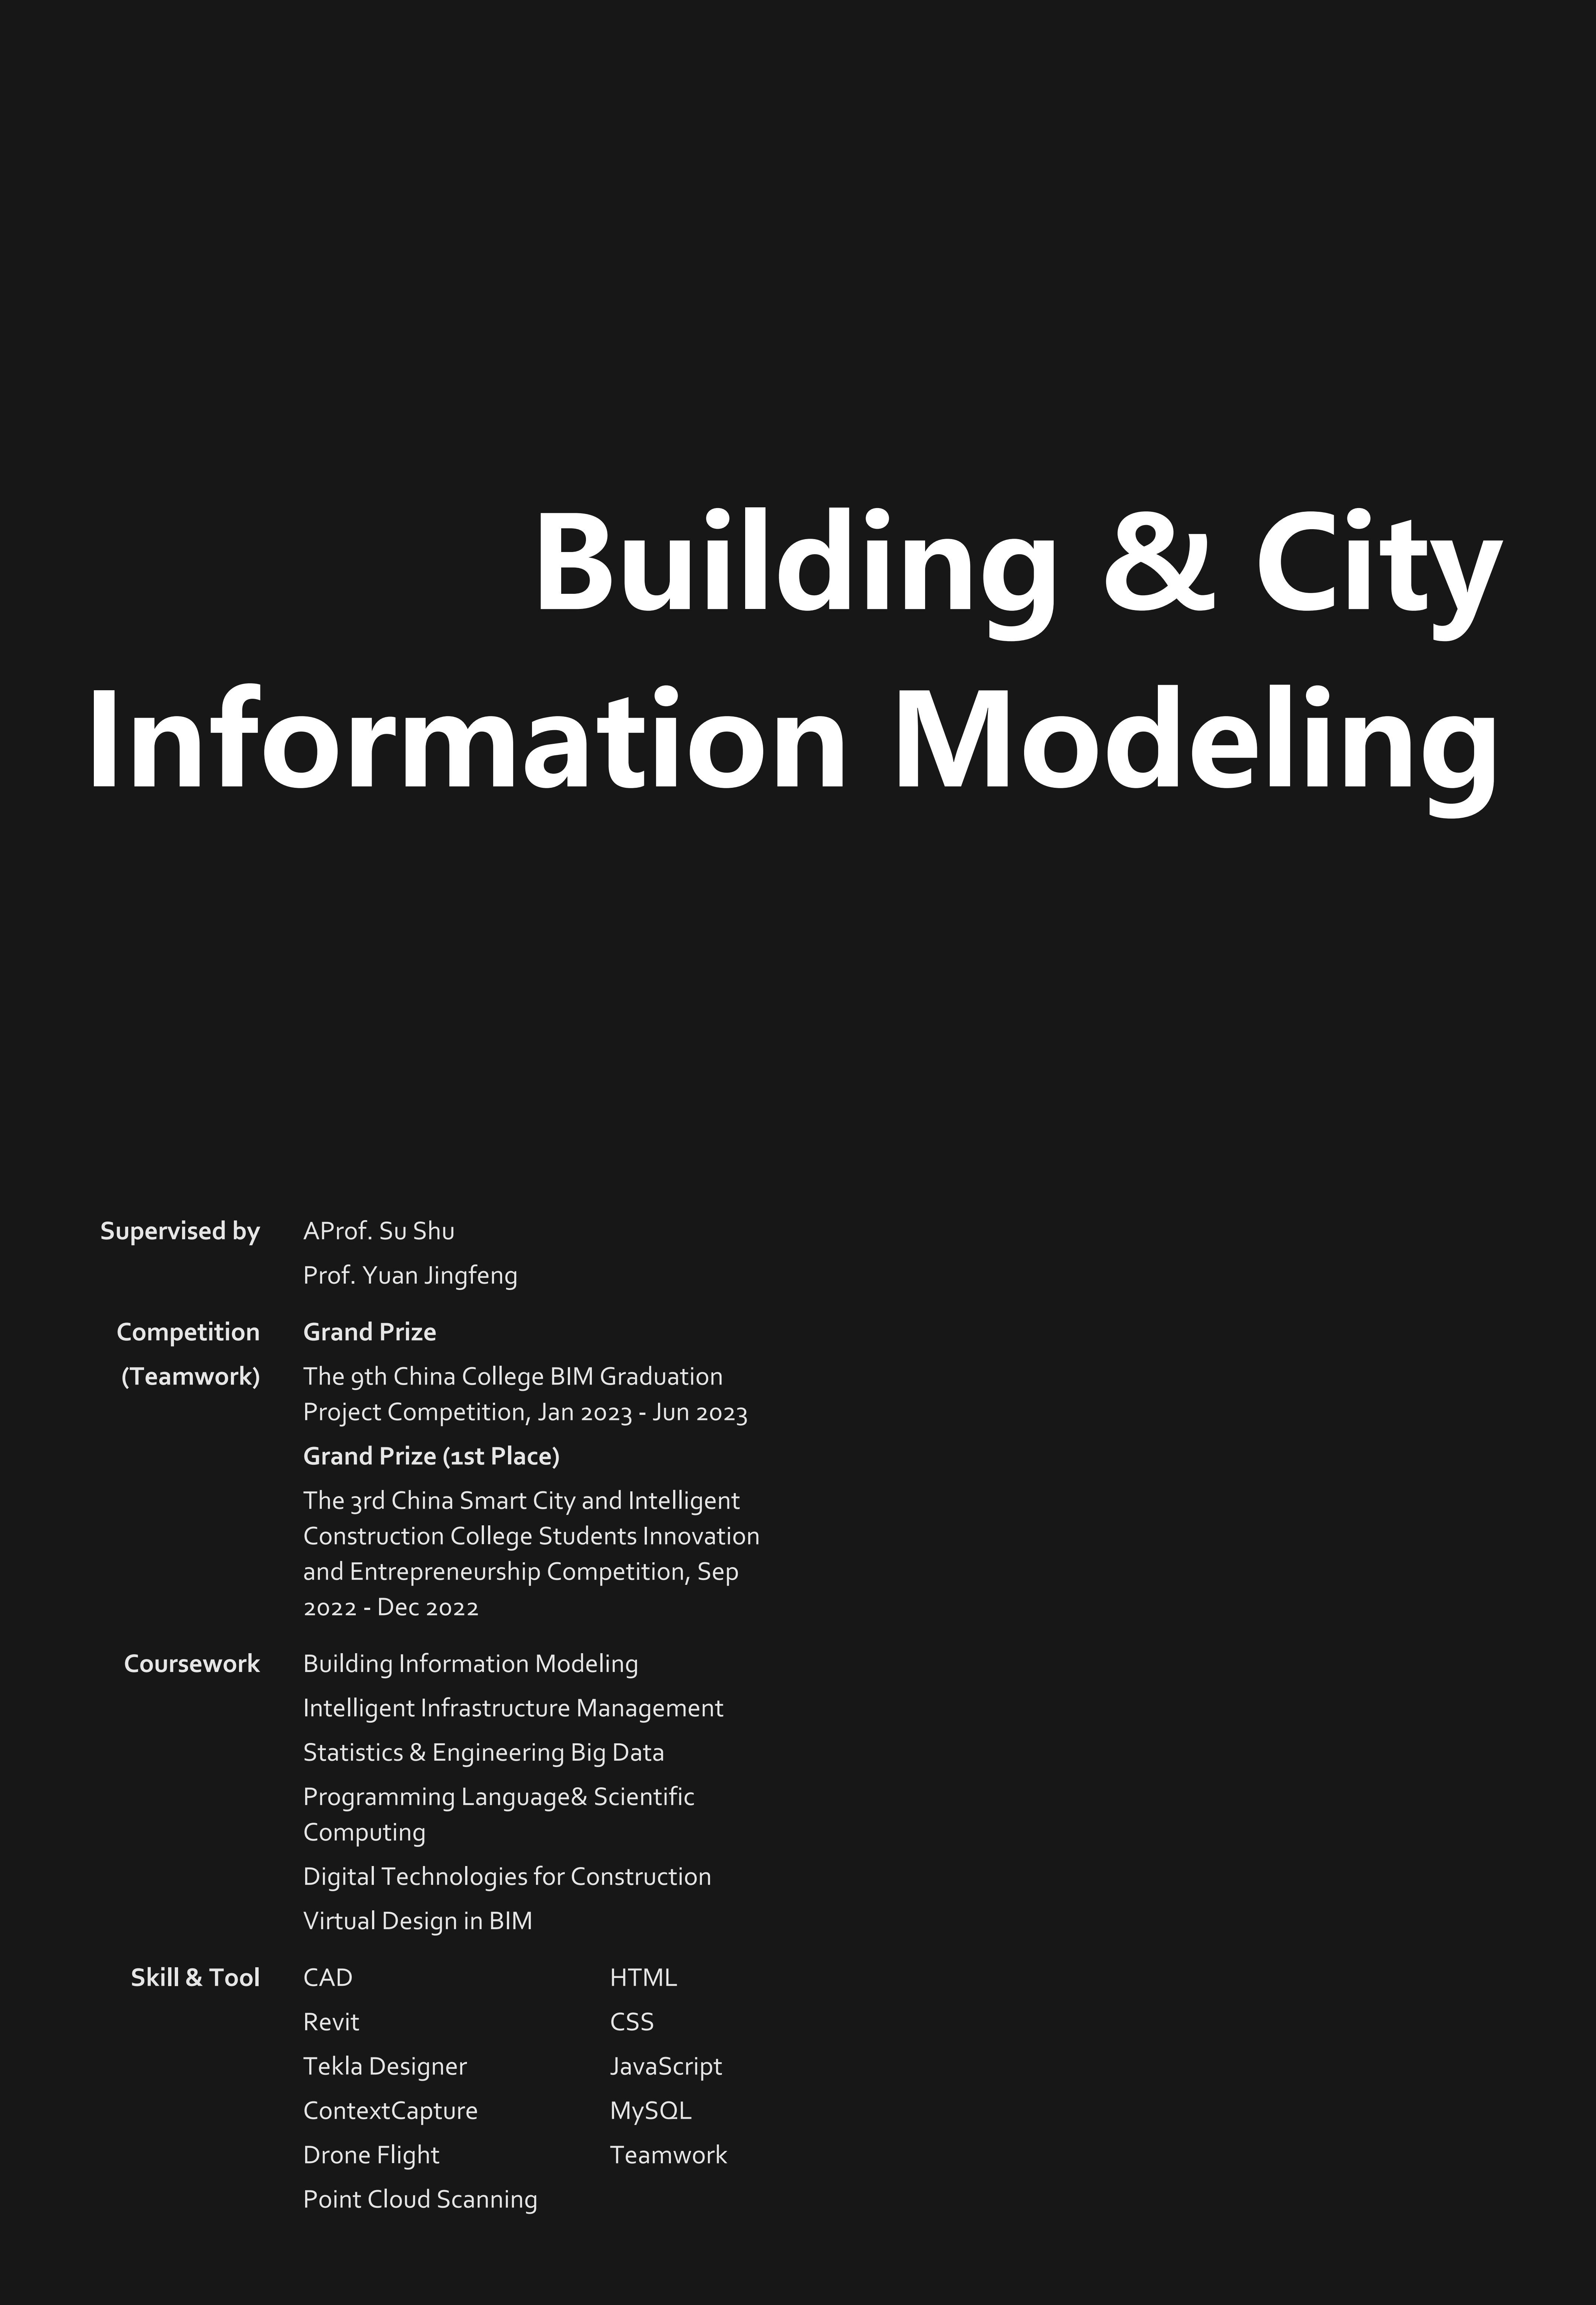 Building & City
Information Modeling
Supervised by
AProf. Su Shu
Prof. Yuan Jingfeng
Competition
(Teamwork)
Grand Prize
The 9th China College BIM Graduation
Project Competition, Jan 2023 - Jun 2023
Grand Prize (1st Place)
The 3rd China Smart City and Intelligent
Construction College Students Innovation
and Entrepreneurship Competition, Sep
2022 - Dec 2022
Coursework
Building Information Modeling
Intelligent Infrastructure Management
Statistics & Engineering Big Data
Programming Language& Scientific
Computing
Digital Technologies for Construction
Virtual Design in BIM
Skill & Tool
CAD
Revit
Tekla Designer
ContextCapture
Drone Flight
Point Cloud Scanning
HTML
CSS
JavaScript
MySQL
Teamwork